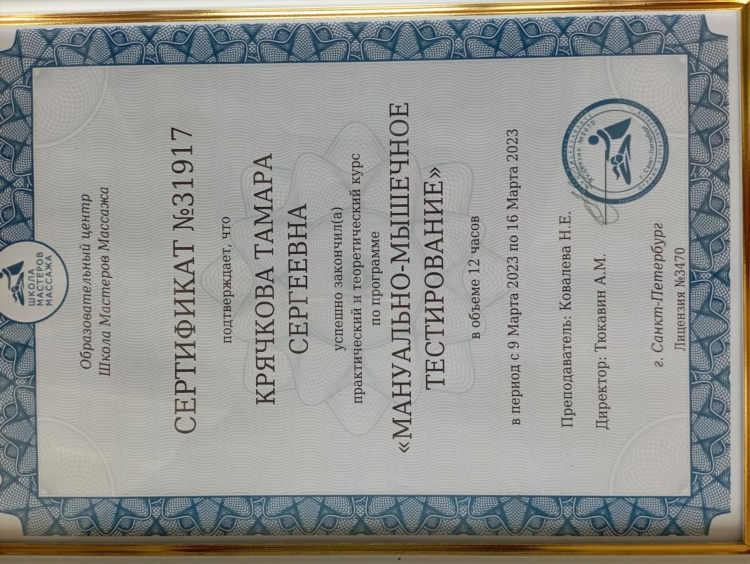 ШКОЛА
МАСТЕРОВ
МАССАЖА
Образовательный центр
Школа Мастеров Массажа
СЕРТИФИКАТ №31917
подтверждает, что
КРЯЧКОВА ТАМАРА
СЕРГЕЕВНА
успешно закончил(а)
практический и теоретический курс
по программе
«МАНУАЛЬНО-МЫШЕЧНОЕ
ТЕСТИРОВАНИЕ»
в объеме 12 часов
в период с 9 Марта 2023 по 16 Марта 2023
Преподаватель: Ковалева Н.Е.
Директор: Тюкавин А.М.
г. Санкт-Петербург
Лицензия №3470